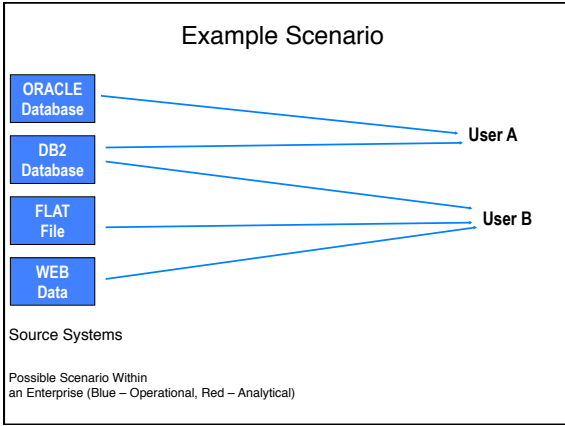 Example Scenario
ORACLE
Database
DB2
Database
User A
FLAT
File
User B
WEB
Data
Source Systems
Possible Scenario Within
an Enterprise (Blue – Operational, Red – Analytical)